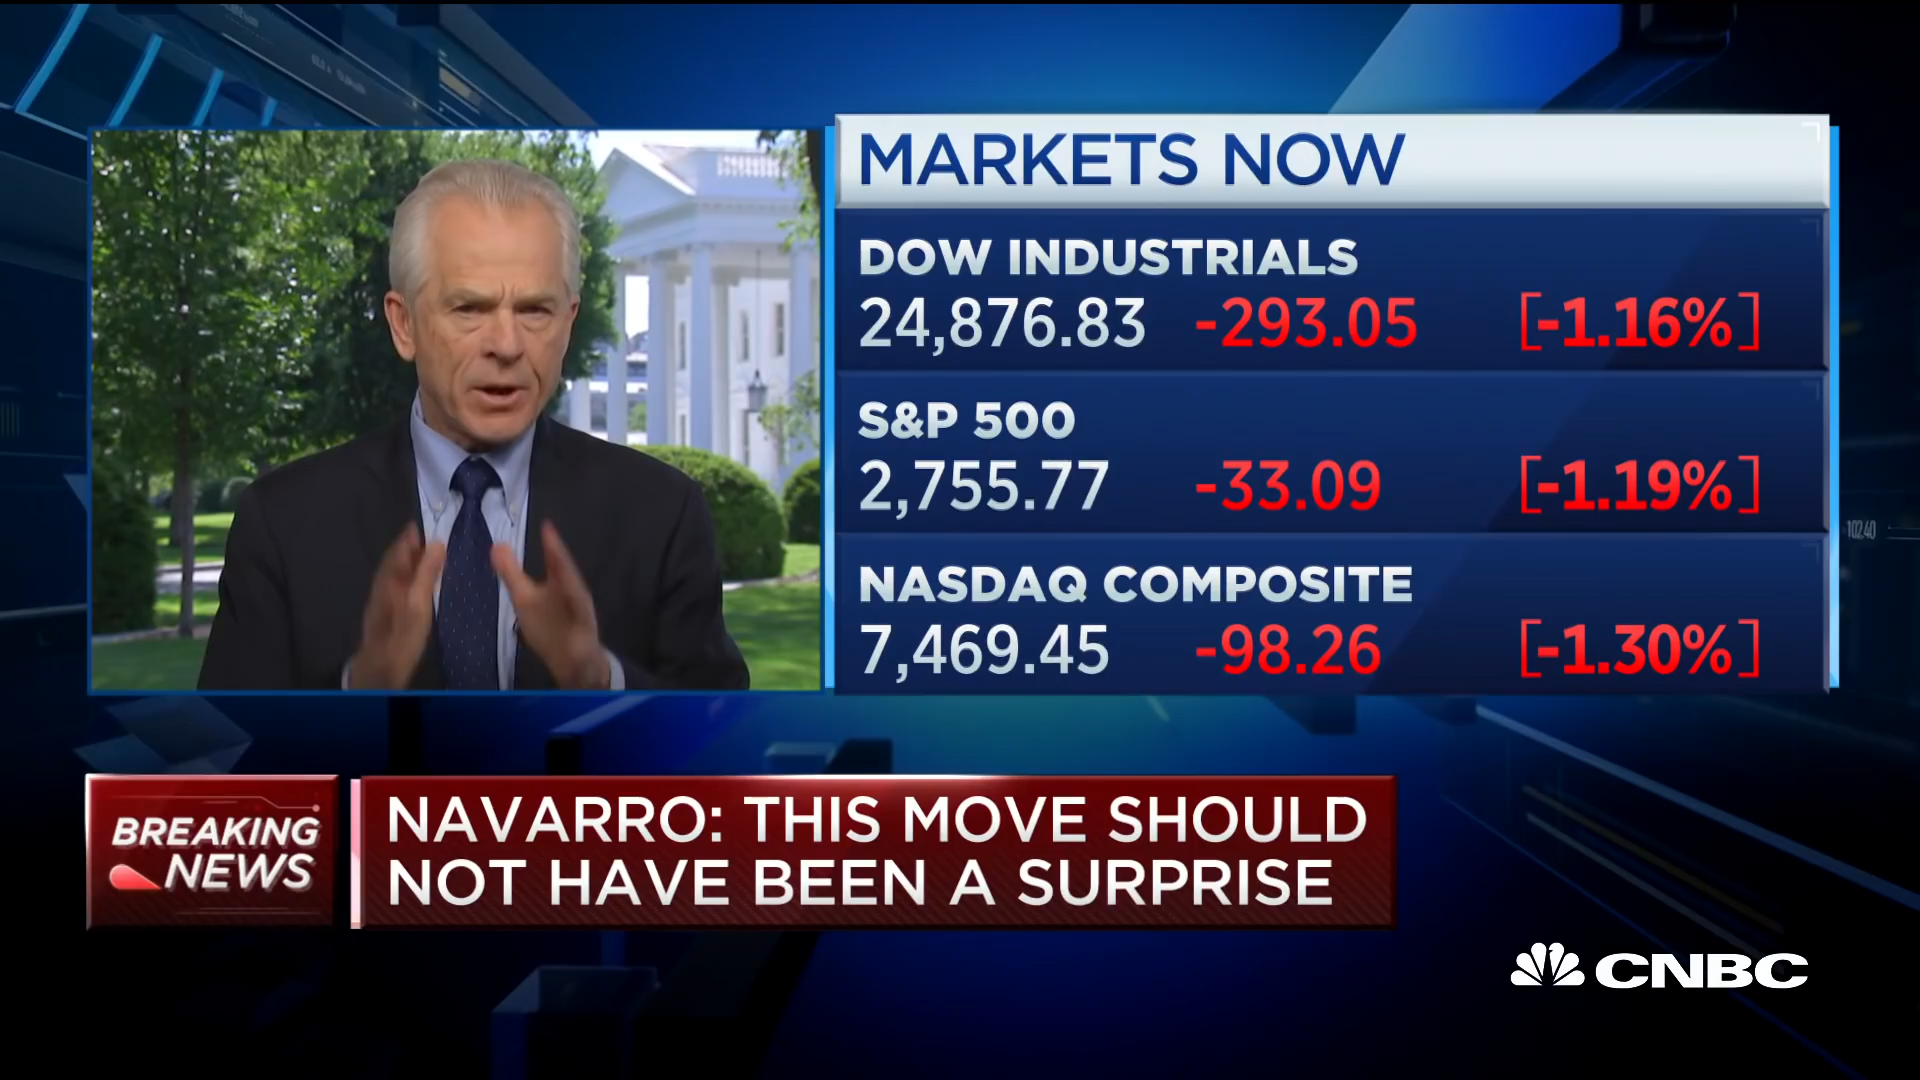 MARKETS NOW
DOW INDUSTRIALS
24,876.83 -293.05 [-1.16%]
S&P 500
2,755.77 -33.09 [-1.19%]
NASDAQ COMPOSITE
7,469.45 -98.26 [-1.30%]
102.40
BREAKING
NEWS
NAVARRO: THIS MOVE SHOULD
NOT HAVE BEEN A SURPRISE
CNBC